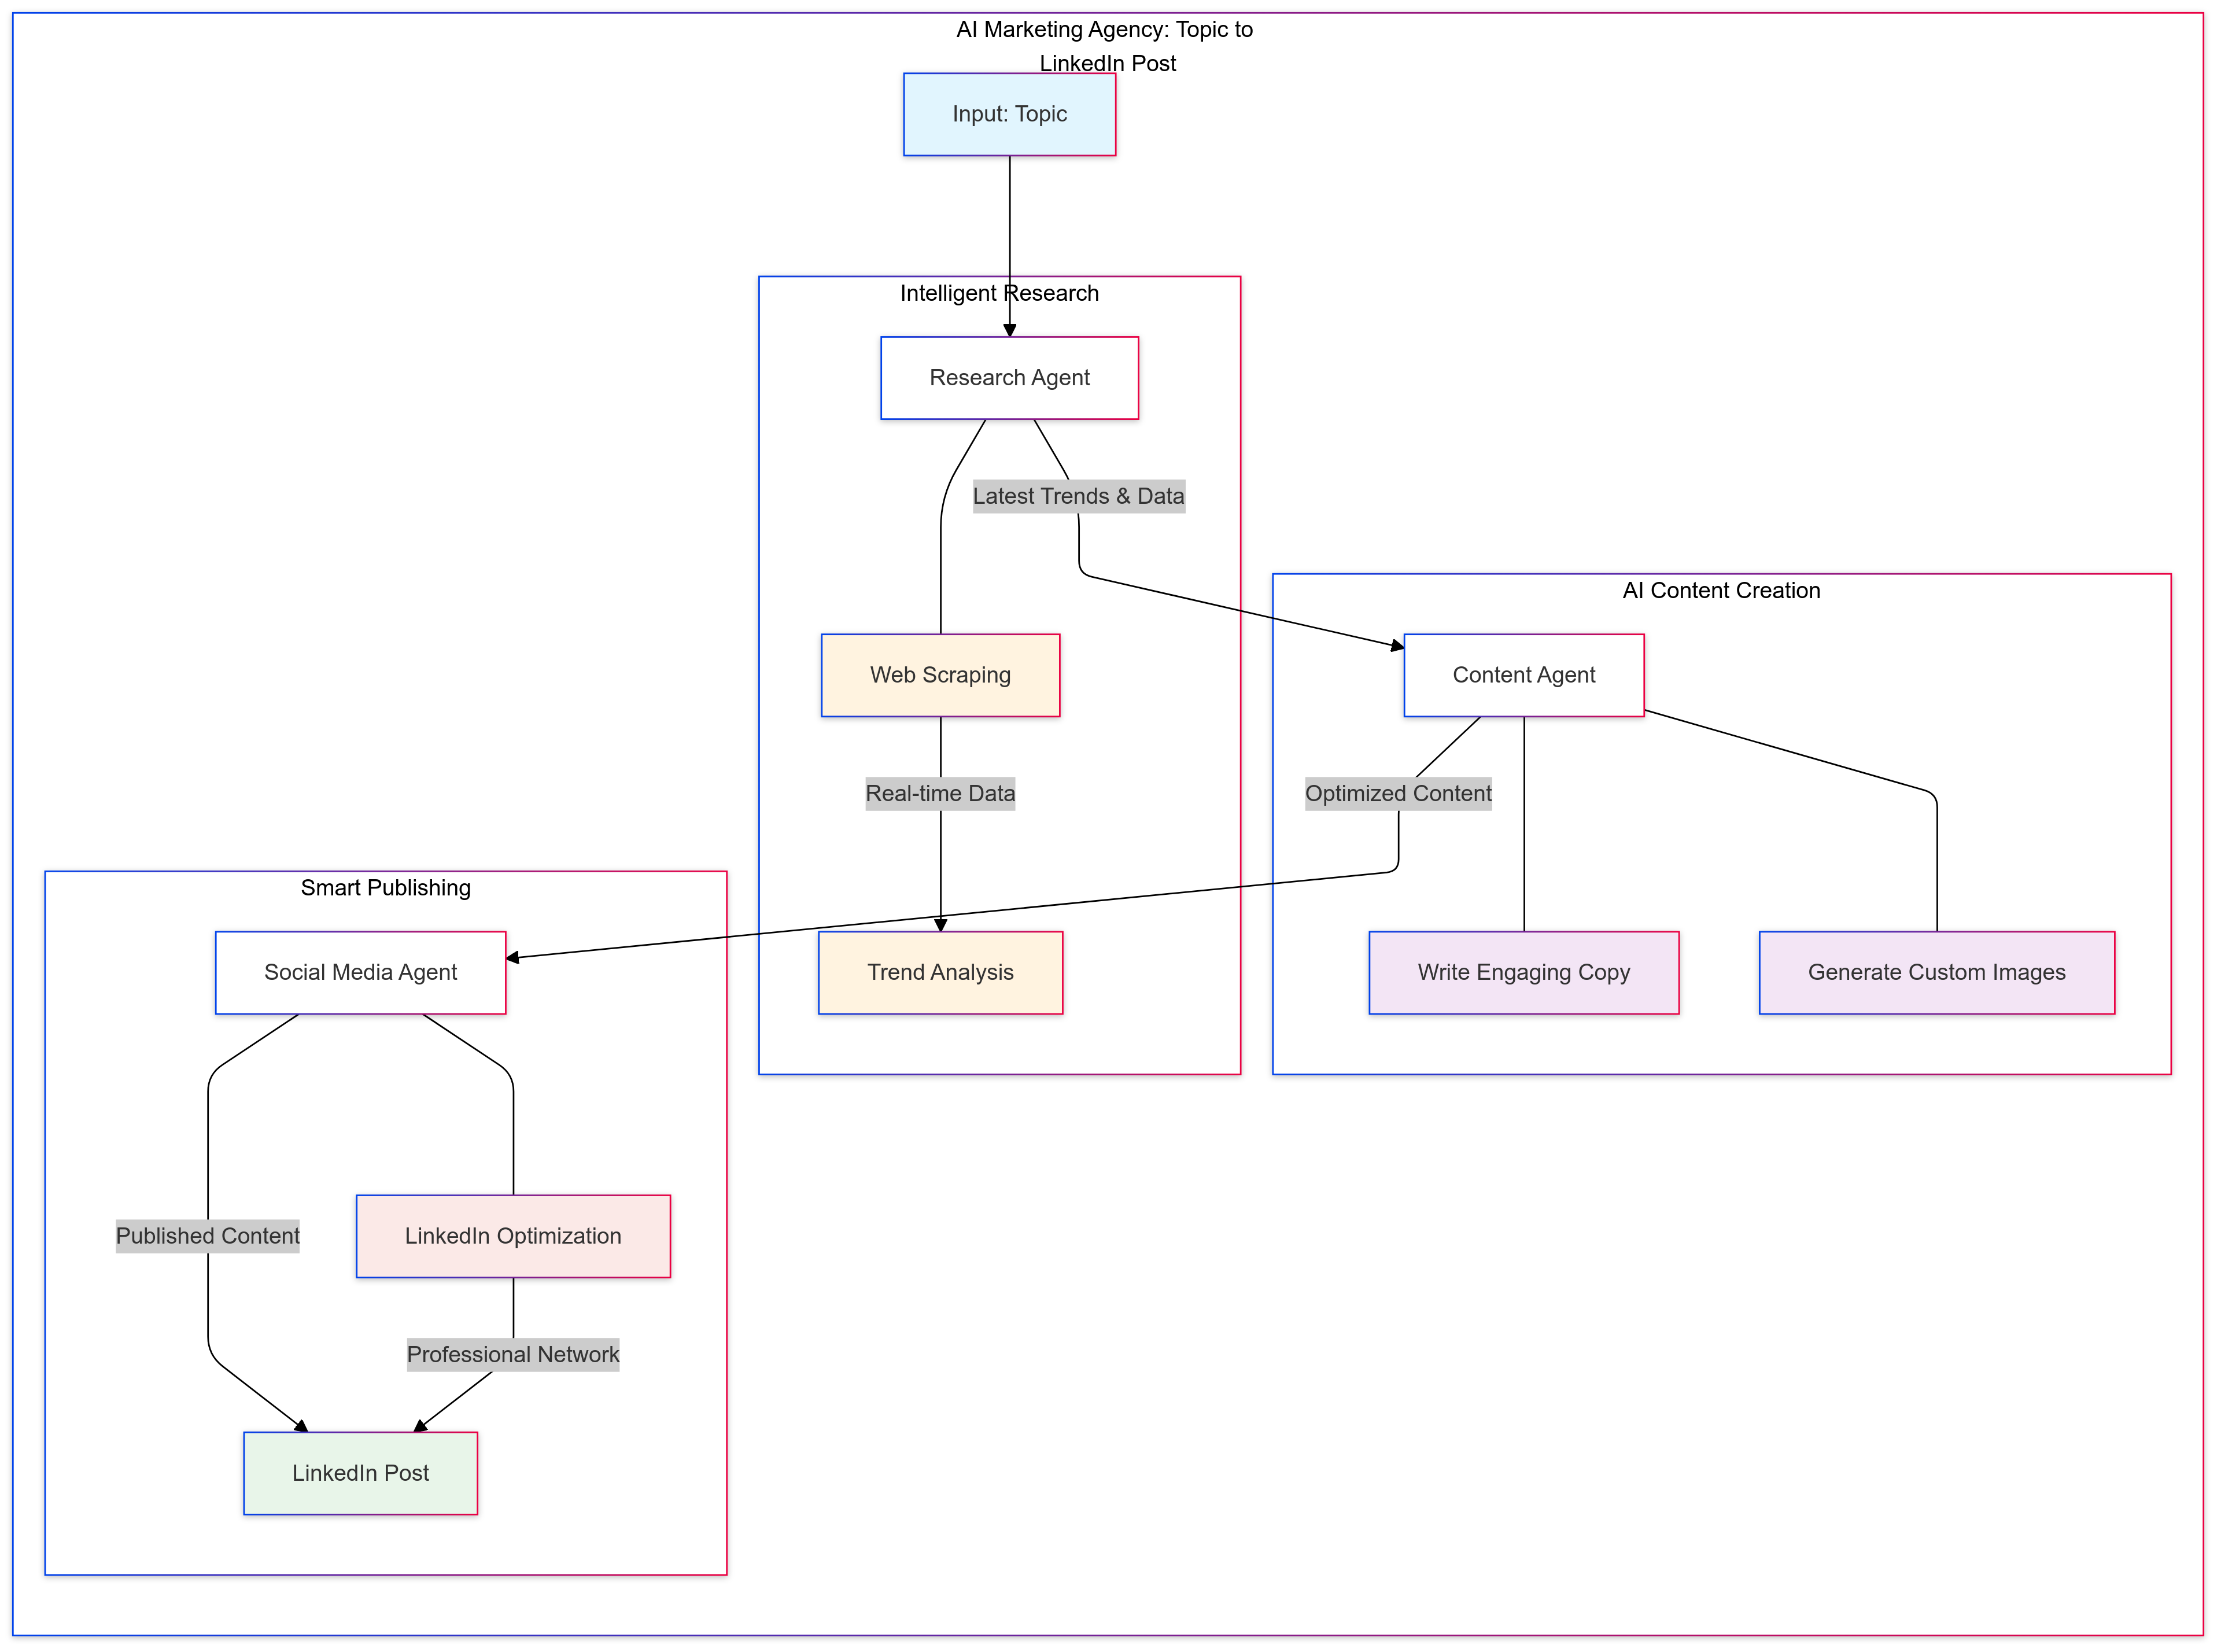 AI Marketing Agency: Topic to
LinkedIn Post
Input: Topic
Intelligent Research
Research Agent
Latest Trends & Data
AI Content Creation
Web Scraping
Content Agent
Real-time Data
Optimized Content
Smart Publishing
Social Media Agent
Trend Analysis
Write Engaging Copy
Generate Custom Images
Published Content
LinkedIn Optimization
Professional Network
LinkedIn Post